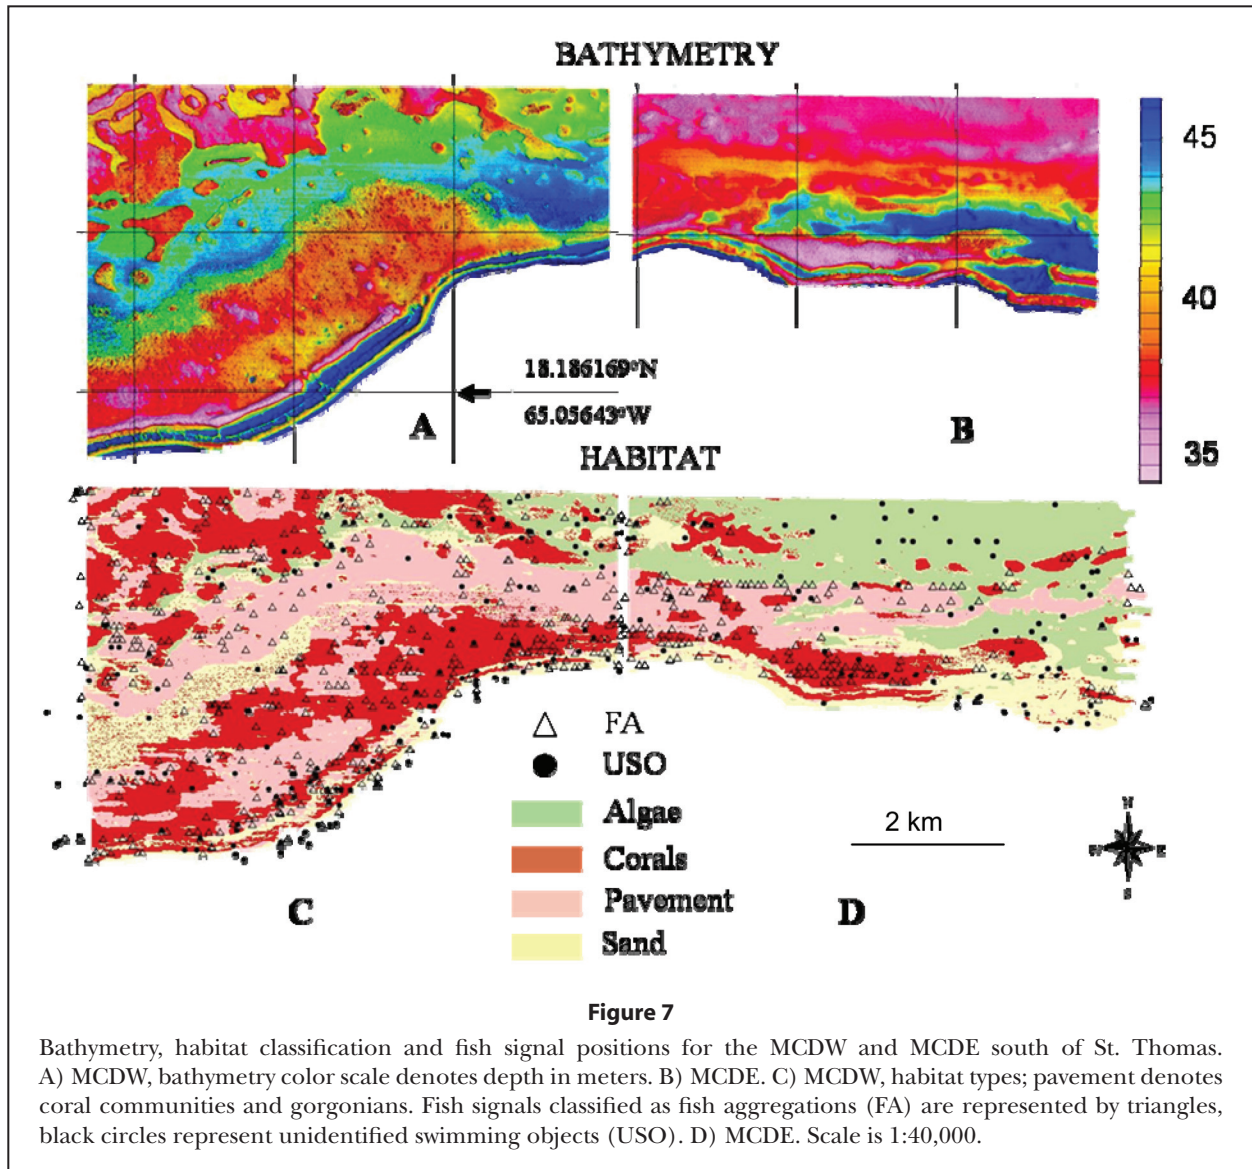 BATHYMETRY
45
40
35
18.186169°N
65.05643°W
A
B
HABITAT
FA
USO
Algae
Corals
Pavement
Sand
2 km
N
W
E
S
C
D
Figure 7
Bathymetry, habitat classification and fish signal positions for the MCDW and MCDE south of St. Thomas.
A) MCDW, bathymetry color scale denotes depth in meters. B) MCDE. C) MCDW, habitat types; pavement denotes
coral communities and gorgonians. Fish signals classified as fish aggregations (FA) are represented by triangles,
black circles represent unidentified swimming objects (USO). D) MCDE. Scale is 1:40,000.